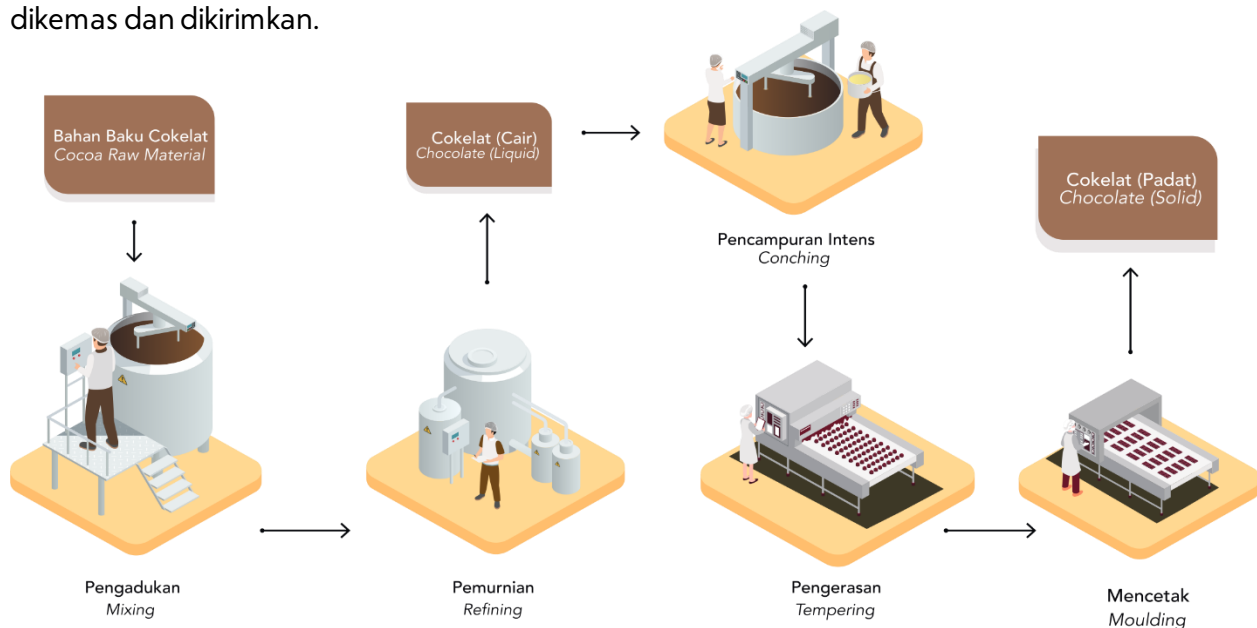 dikemas dan dikirimkan.
Bahan Baku Cokelat
Cocoa Raw Material
Pengadukan
Mixing
Pemurnian
Refining
Cokelat (Cair)
Chocolate (Liquid)
Pencampuran Intens
Conching
Pengerasan
Tempering
Mencetak
Moulding
Cokelat (Padat)
Chocolate (Solid)